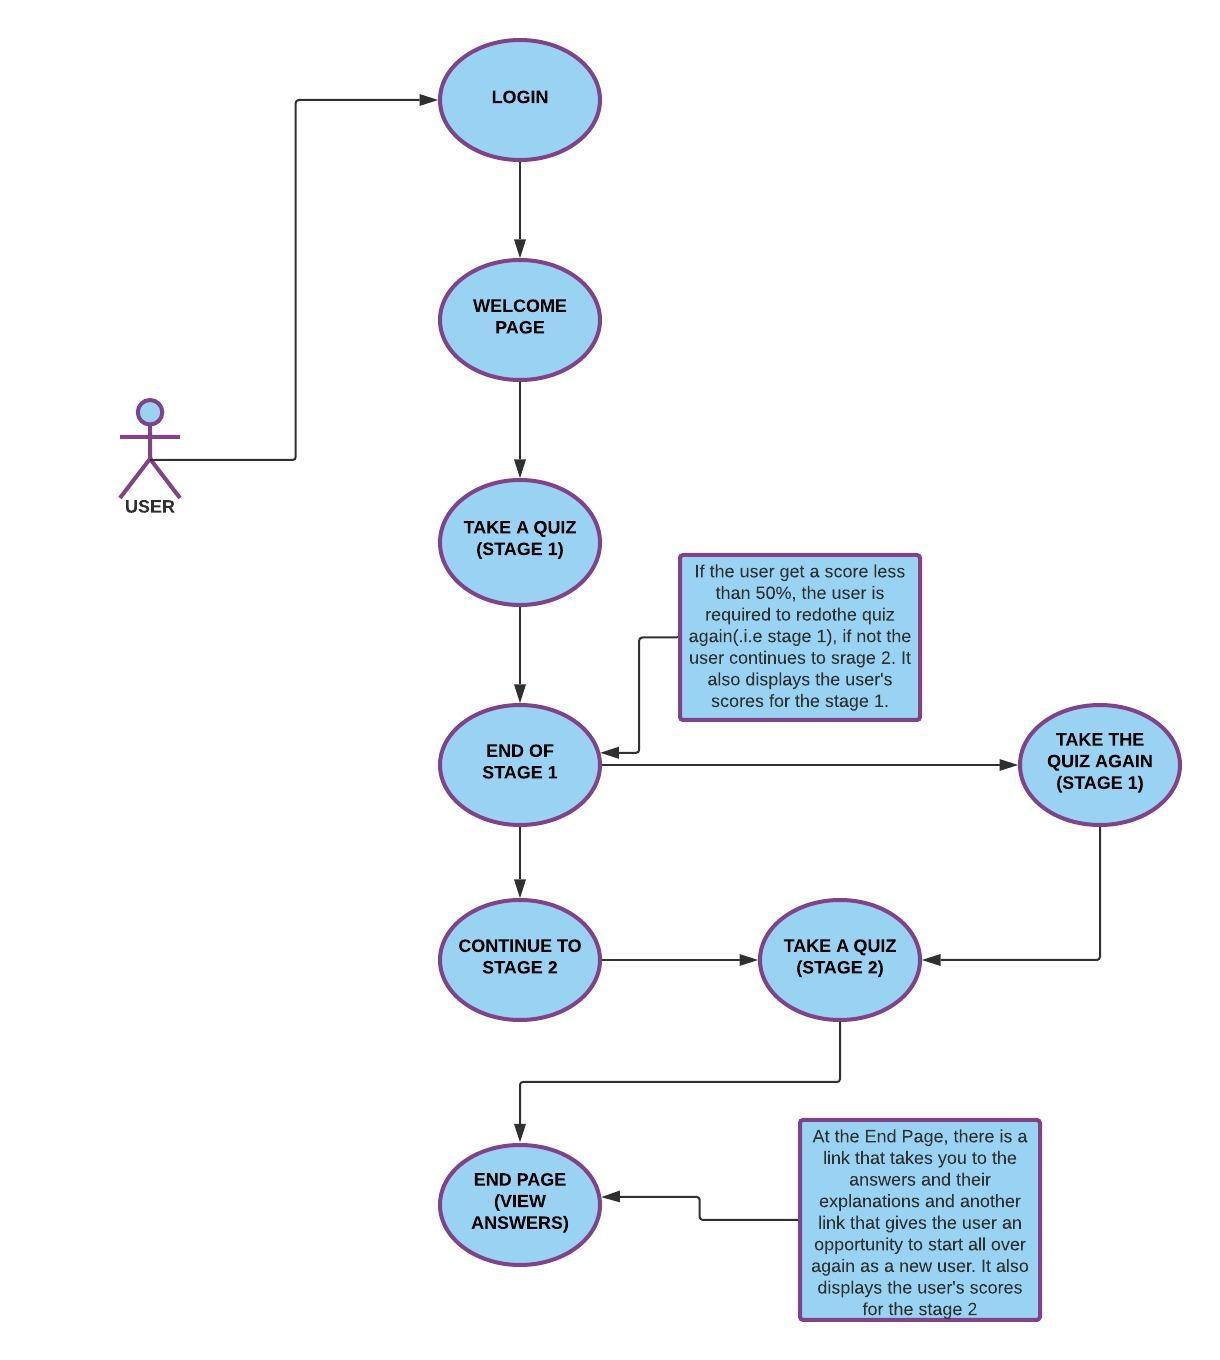 LOGIN
WELCOME
PAGE
USER
TAKE A QUIZ
(STAGE 1)
If the user get a score less
than 50%, the user is
required to redothe quiz
again(.i.e stage 1), if not the
user continues to srage 2. It
also displays the user's
scores for the stage 1.
END OF
STAGE 1
TAKE THE
QUIZ AGAIN
(STAGE 1)
CONTINUE TO
STAGE 2
TAKE A QUIZ
(STAGE 2)
END PAGE
(VIEW
ANSWERS)
At the End Page, there is a
link that takes you to the
answers and their
explanations and another
link that gives the user an
opportunity to start all over
again as a new user. It also
displays the user's scores
for the stage 2